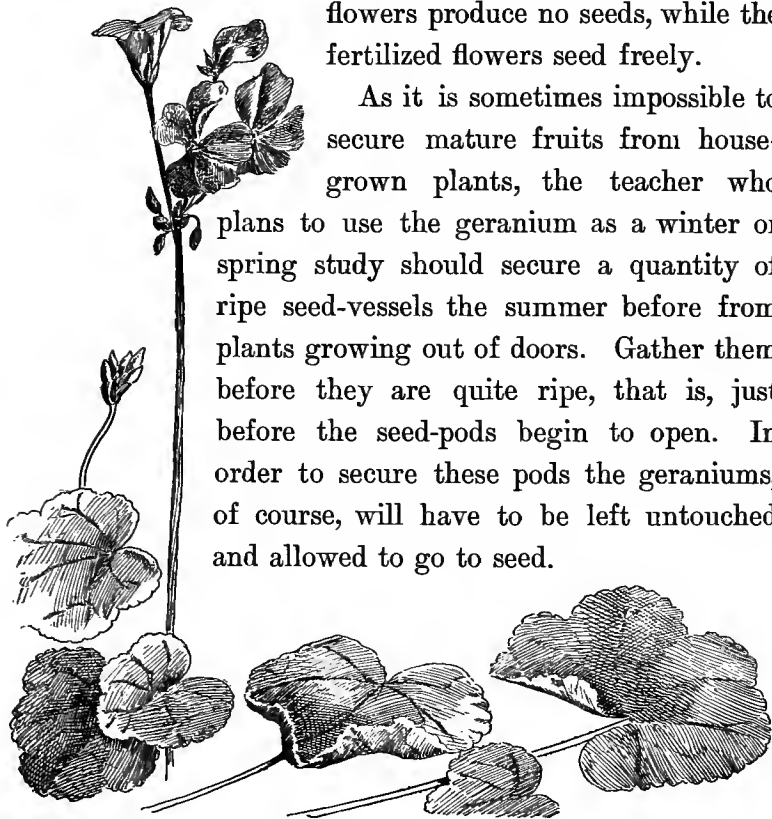 flowers produce no seeds, while the
fertilized flowers seed freely.
As it is sometimes impossible to
secure mature fruits from house-
grown plants, the teacher who
plans to use the geranium as a winter or
spring study should secure a quantity of
ripe seed-vessels the summer before from
plants growing out of doors. Gather them
before they are quite ripe, that is, just
before the seed-pods begin to open. In
order to secure these pods the geraniums,
of course, will have to be left untouched
and allowed to go to seed.